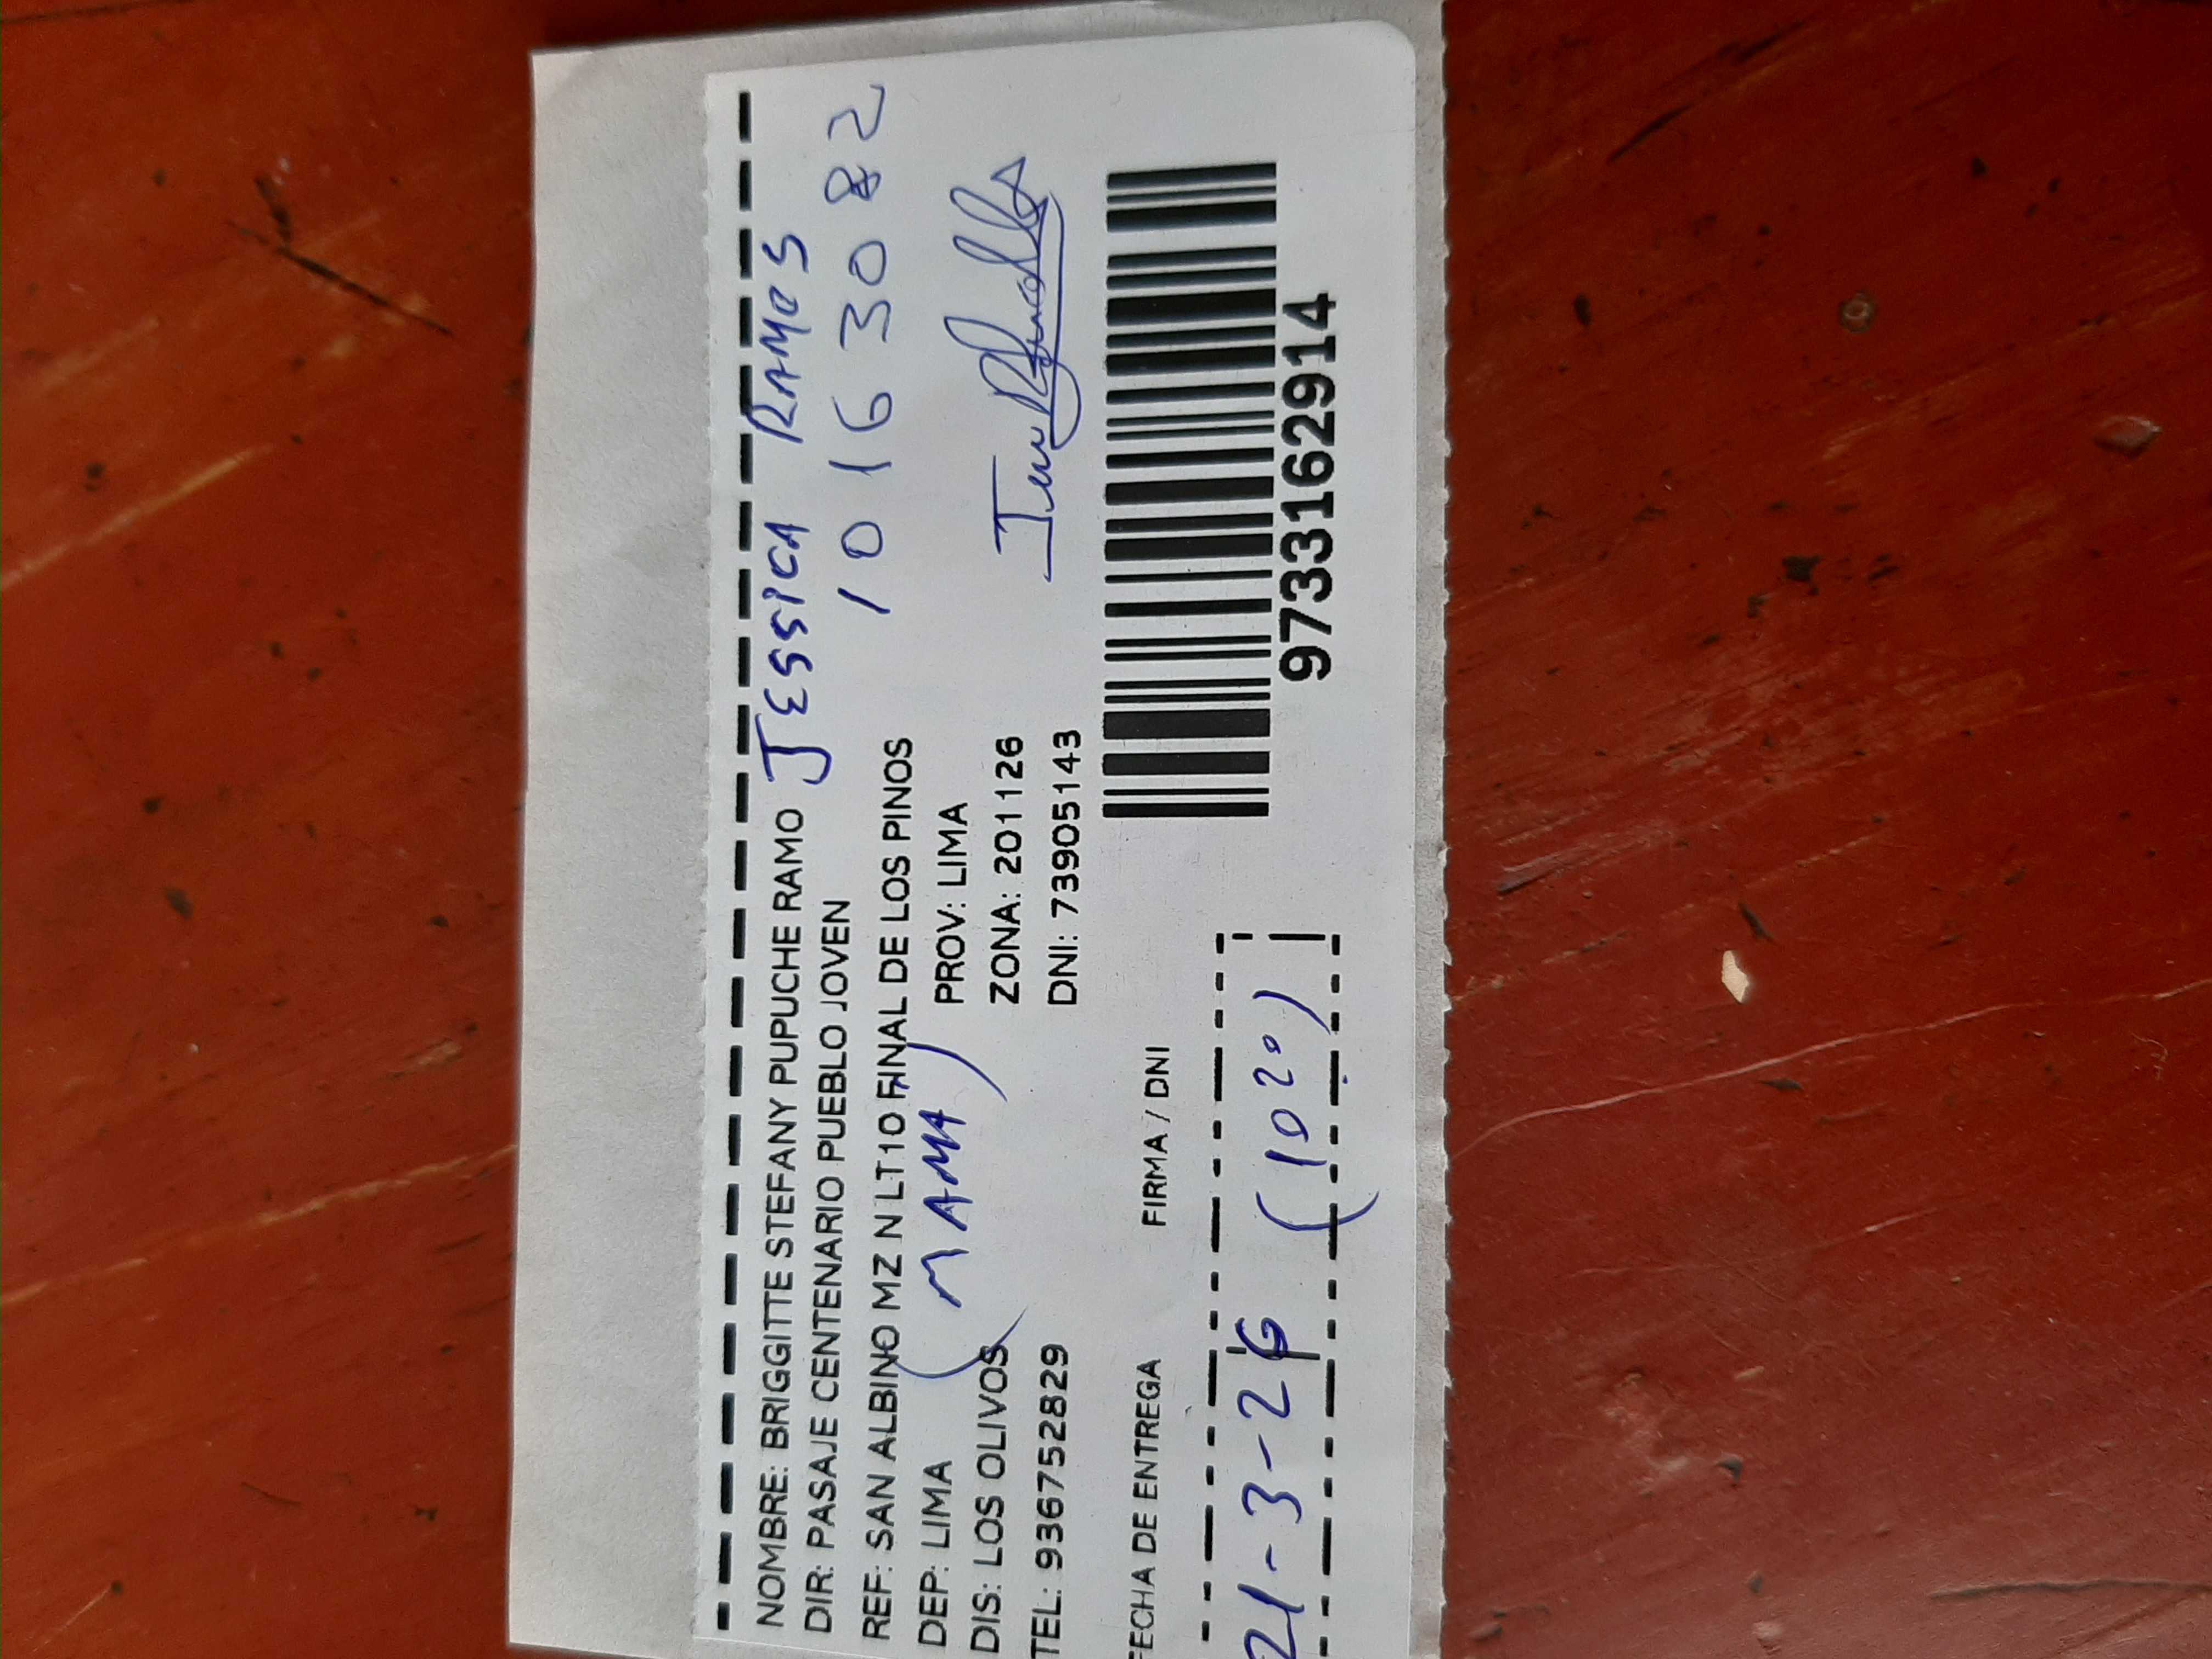 NOMBRE: BRIGGITTE STEFANY PUPUCHE RAMO JESSICA RAMOS
DIR: PASAJE CENTENARIO PUEBLO JOVEN 10163082
REF: SAN ALBINO MZ N LT 10 FINAL DE LOS PINOS
DEP: LIMA (MAMA) PROV: LIMA
DIS: LOS OLIVOS ZONA: 201126
TEL: 936752829 DNI: 73905143
FECHA DE ENTREGA FIRMA / DNI
21-3-26 (1020)
9733162914